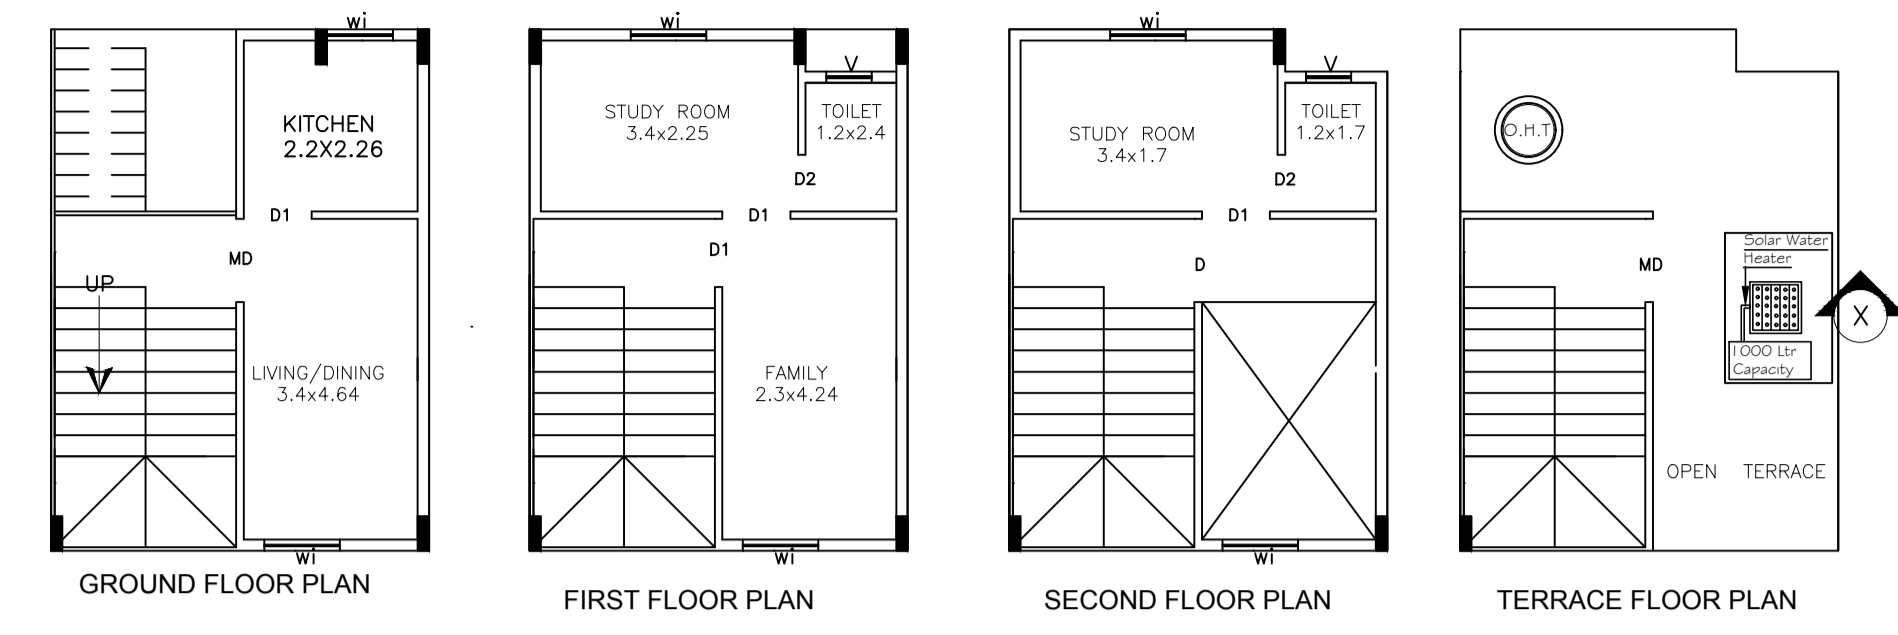 wi
KITCHEN
2.2X2.26
D1
MD
UP
LIVING/DINING
3.4x4.64
wi
GROUND FLOOR PLAN
wi
V
STUDY ROOM
3.4x2.25
TOILET
1.2x2.4
D2
D1
D1
FAMILY
2.3x4.24
wi
FIRST FLOOR PLAN
wi
V
STUDY ROOM
3.4x1.7
TOILET
1.2x1.7
D2
D1
D
wi
SECOND FLOOR PLAN
O.H.T
MD
Solar Water
Heater
1000 Ltr
Capacity
X
OPEN TERRACE
TERRACE FLOOR PLAN